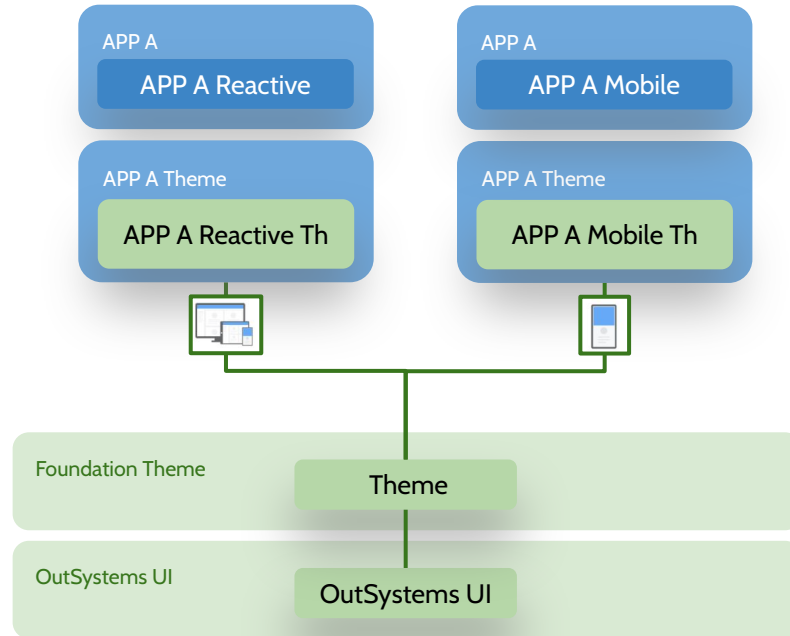 APP A
APP A Reactive
APP A Theme
APP A Reactive Th
APP A
APP A Mobile
APP A Theme
APP A Mobile Th
Foundation Theme
Theme
OutSystems UI
OutSystems UI